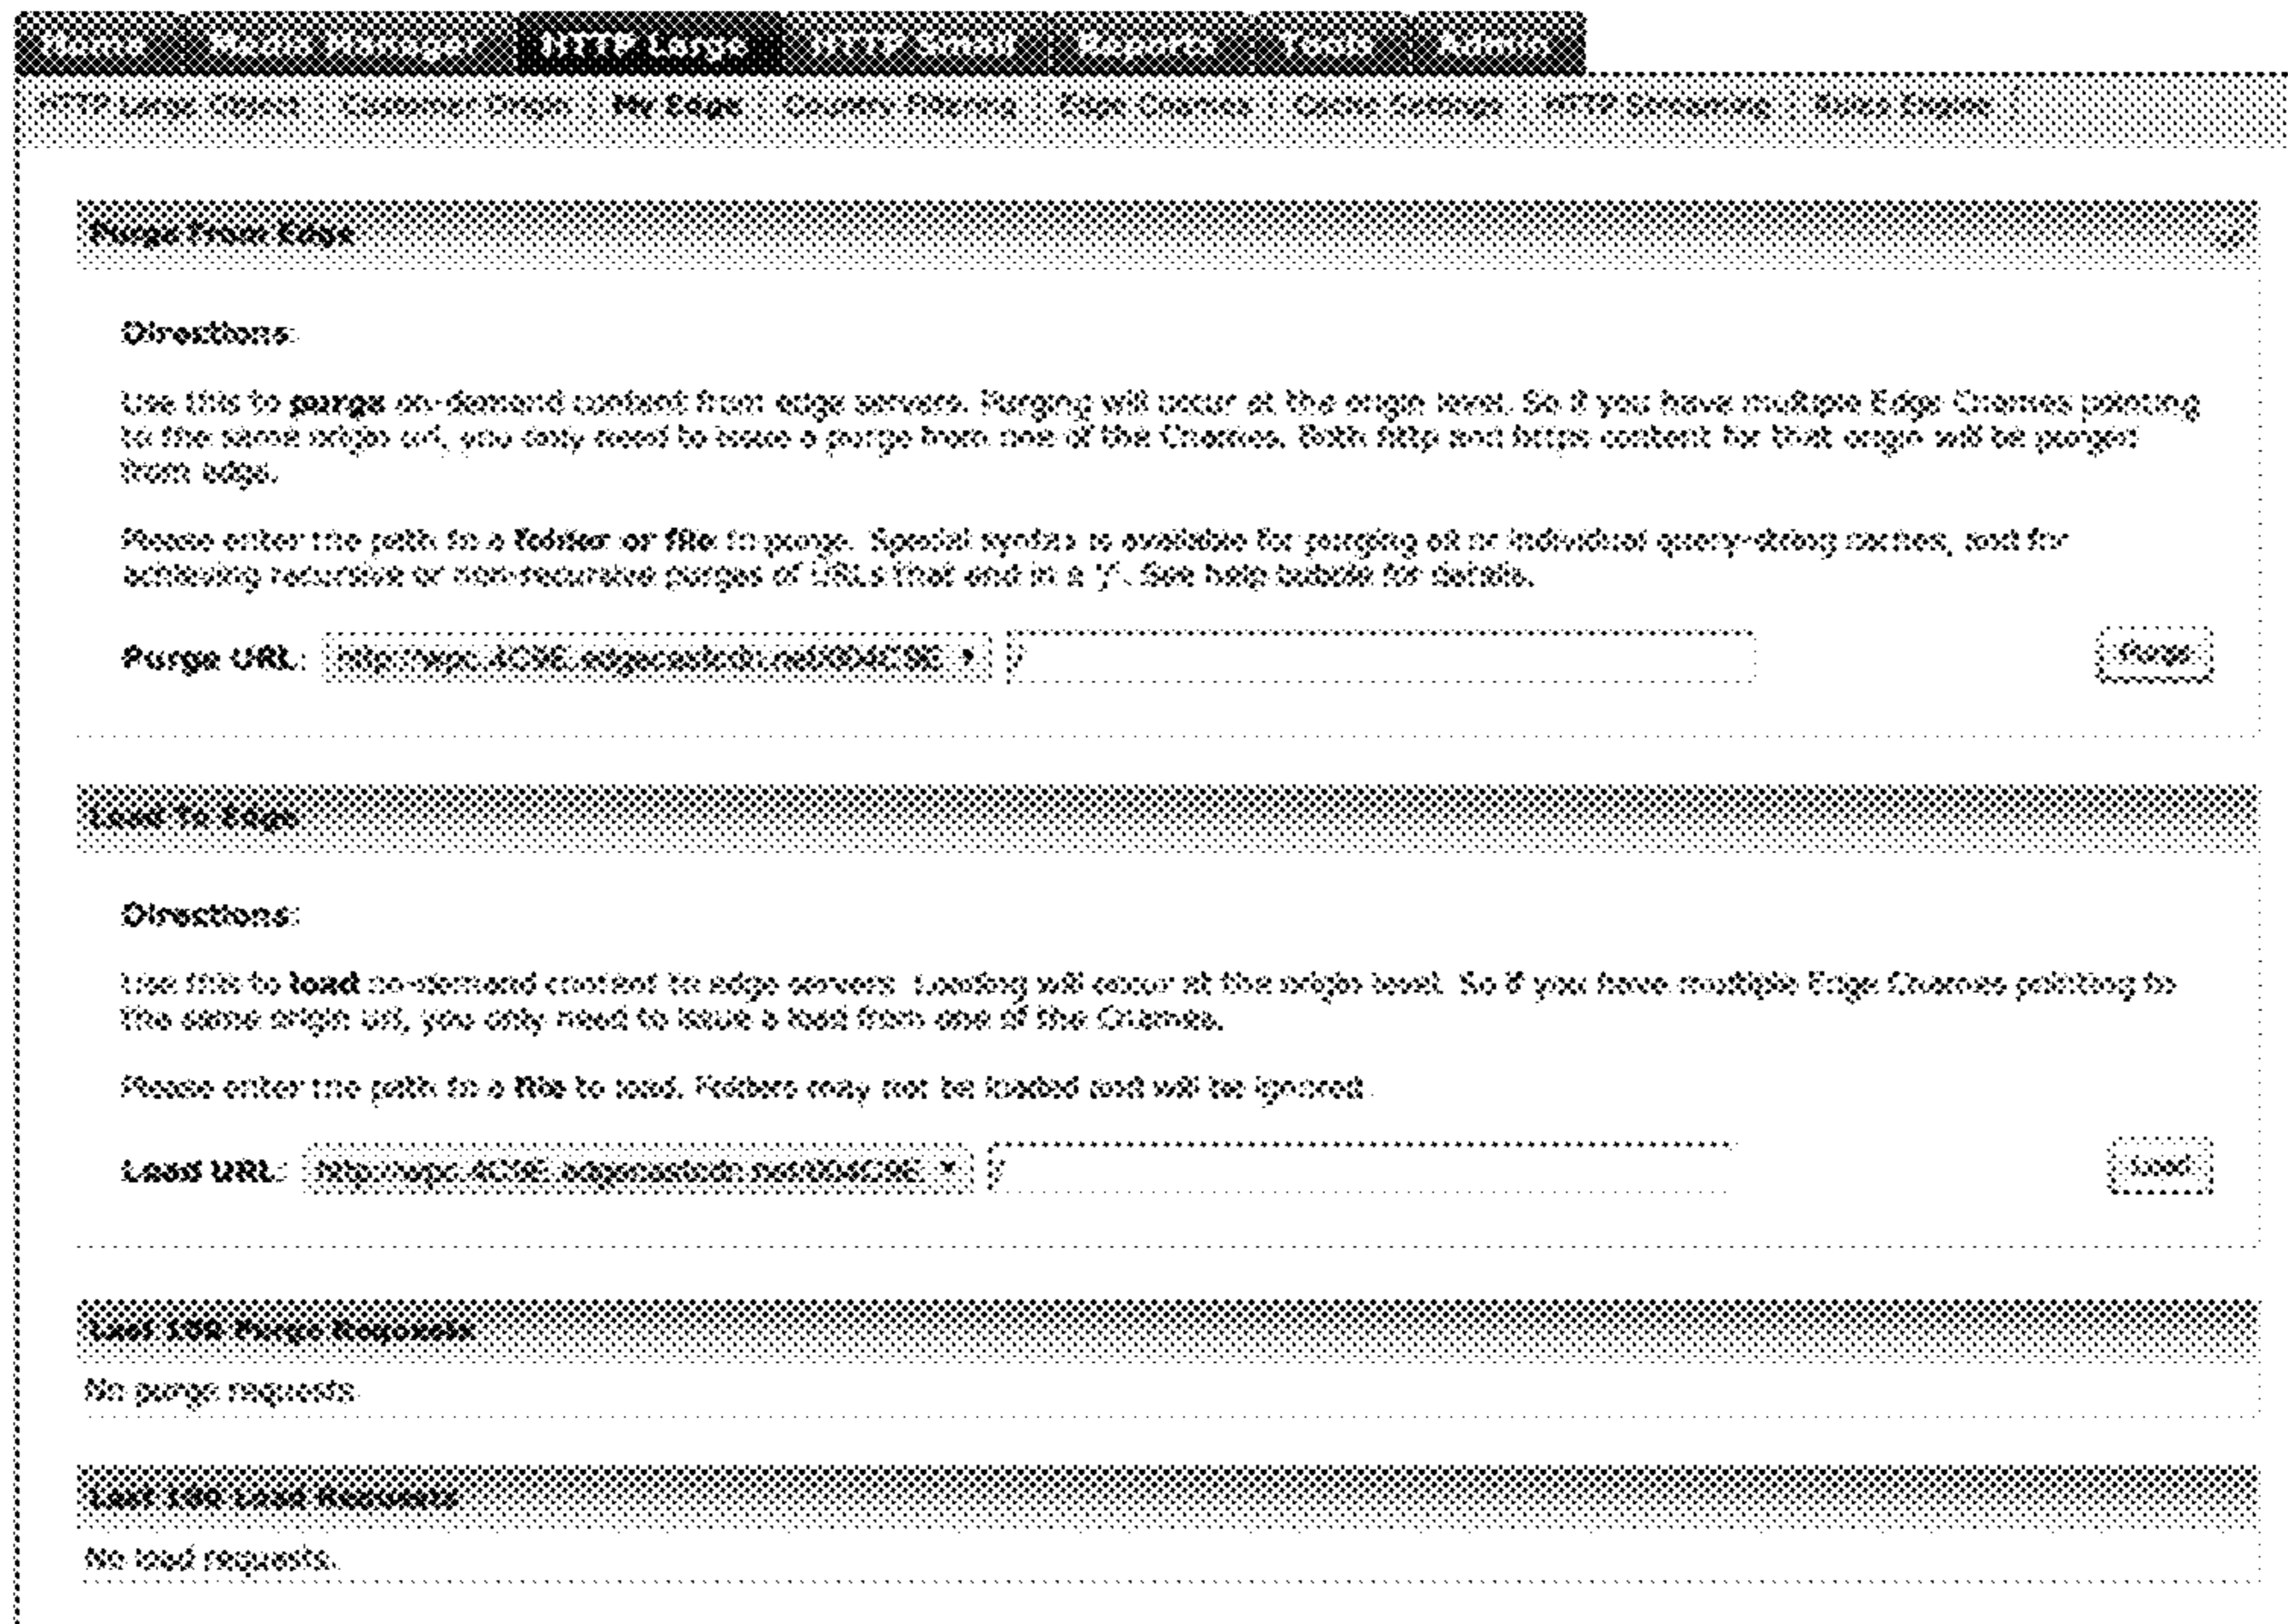 Home Media Manager HTTP Large HTTP Small Reports Tools Admin
HTTP Large Object Customer Origin My Edge Country Filtering Edge Cnames Cache Settings HTTP Streaming Rules Engine
Purge From Edge
Directions:
Use this to purge on-demand content from edge servers. Purging will occur at the origin level. So if you have multiple Edge Cnames pointing
to the same origin url, you only need to issue a purge from one of the Cnames. Both http and https content for that origin will be purged
from edge.
Please enter the path to a folder or file to purge. Special syntax is available for purging all or individual query-string caches, and for
achieving recursive or non-recursive purges of URLs that end in a '/'. See help bubble for details.
Purge URL: /
Purge
Load To Edge
Directions:
Use this to load on-demand content to edge servers. Loading will occur at the origin level. So if you have multiple Edge Cnames pointing to
the same origin url, you only need to issue a load from one of the Cnames.
Please enter the path to a file to load. Folders may not be loaded and will be ignored.
Load URL: /
Load
Last 100 Purge Requests
No purge requests.
Last 100 Load Requests
No load requests.